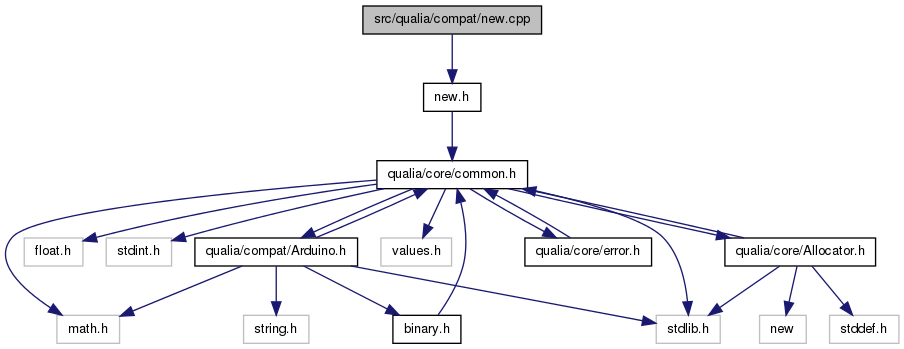 src/qualia/compat/new.cpp
new.h
qualia/core/common.h
float.h
stdint.h
qualia/compat/Arduino.h
values.h
qualia/core/error.h
qualia/core/Allocator.h
math.h
string.h
binary.h
stdlib.h
new
stddef.h